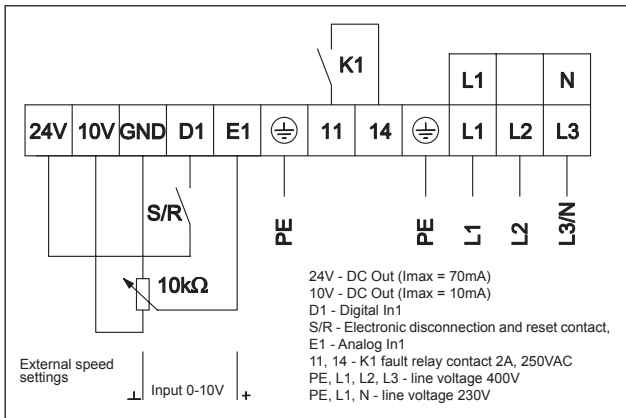 K1
L1 N
24V 10V GND D1 E1 11 14 L1 L2 L3
S/R
PE PE L1 L2 L3/N
10kΩ
24V - DC Out (Imax = 70mA)
10V - DC Out (Imax = 10mA)
D1 - Digital In1
S/R - Electronic disconnection and reset contact,
E1 - Analog In1
11, 14 - K1 fault relay contact 2A, 250VAC
PE, L1, L2, L3 - line voltage 400V
PE, L1, N - line voltage 230V
External speed
settings
⊥ Input 0-10V +